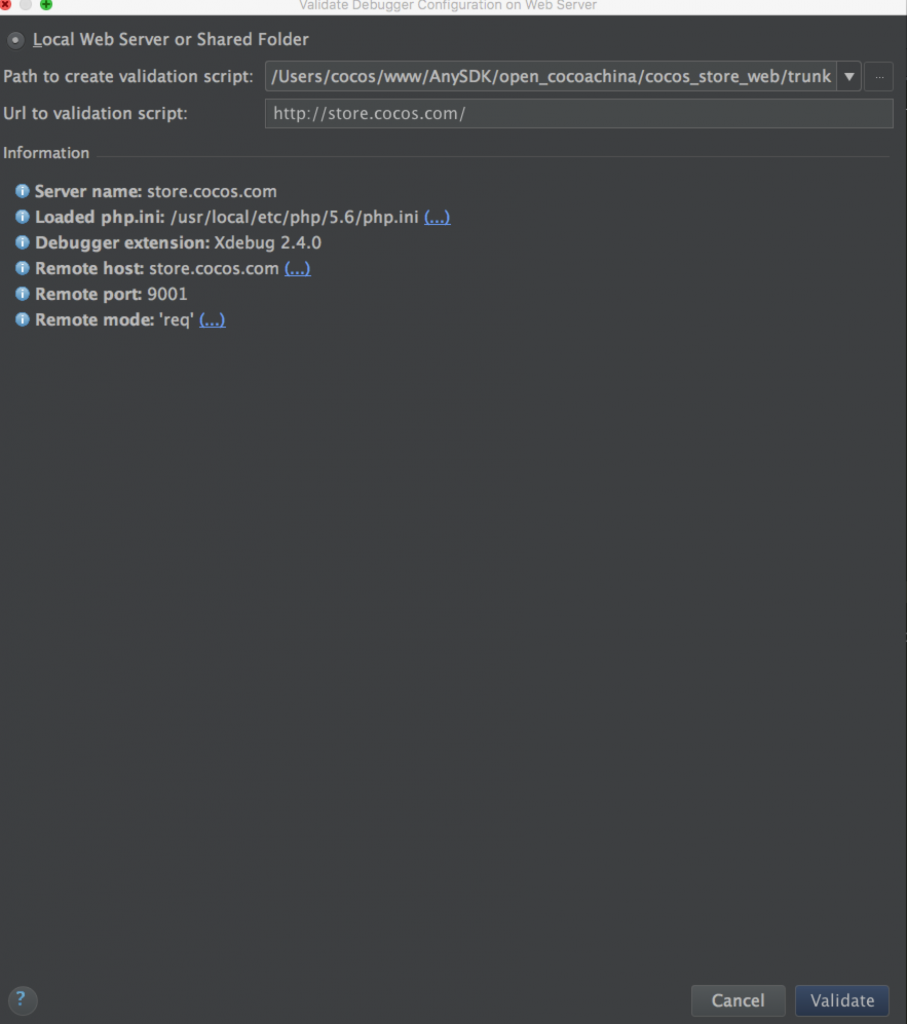 Validate Debugger Configuration on Web Server
Local Web Server or Shared Folder
Path to create validation script: /Users/cocos/www/AnySDK/open_cocoachina/cocos_store_web/trunk ...
Url to validation script: http://store.cocos.com/
Information
Server name: store.cocos.com
Loaded php.ini: /usr/local/etc/php/5.6/php.ini (...)
Debugger extension: Xdebug 2.4.0
Remote host: store.cocos.com (...)
Remote port: 9001
Remote mode: 'req' (...)
? Cancel Validate